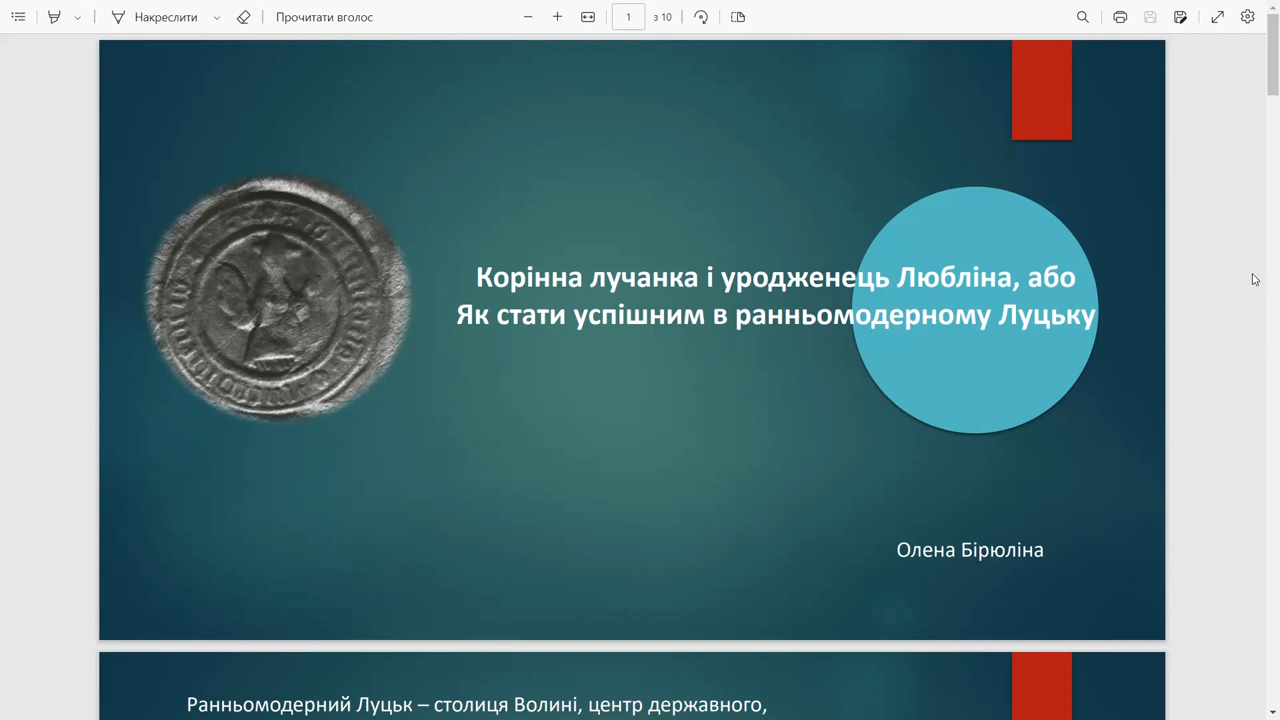 Накреслити
Прочитати вголос
1
з 10
Корінна лучанка і уродженець Любліна, або
Як стати успішним в ранньомодерному Луцьку
Олена Бірюліна
Ранньомодерний Луцьк – столиця Волині, центр державного,